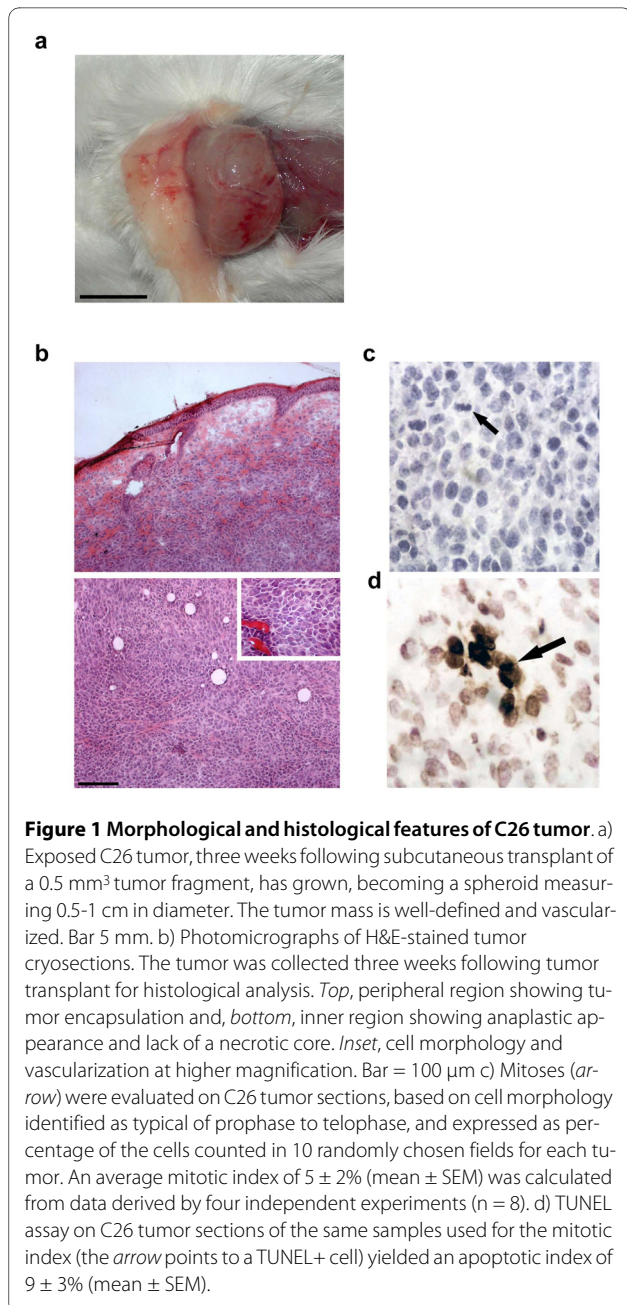 a
b
c
d
Figure 1 Morphological and histological features of C26 tumor. a)
Exposed C26 tumor, three weeks following subcutaneous transplant of
a 0.5 mm³ tumor fragment, has grown, becoming a spheroid measur-
ing 0.5-1 cm in diameter. The tumor mass is well-defined and vascular-
ized. Bar 5 mm. b) Photomicrographs of H&E-stained tumor
cryosections. The tumor was collected three weeks following tumor
transplant for histological analysis. Top, peripheral region showing tu-
mor encapsulation and, bottom, inner region showing anaplastic ap-
pearance and lack of a necrotic core. Inset, cell morphology and
vascularization at higher magnification. Bar = 100 μm c) Mitoses (ar-
row) were evaluated on C26 tumor sections, based on cell morphology
identified as typical of prophase to telophase, and expressed as per-
centage of the cells counted in 10 randomly chosen fields for each tu-
mor. An average mitotic index of 5 ± 2% (mean ± SEM) was calculated
from data derived by four independent experiments (n = 8). d) TUNEL
assay on C26 tumor sections of the same samples used for the mitotic
index (the arrow points to a TUNEL+ cell) yielded an apoptotic index of
9 ± 3% (mean ± SEM).